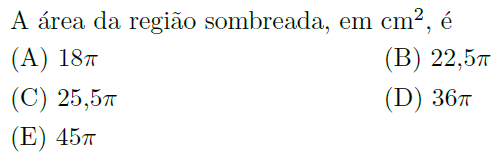 A área da região sombreada, em cm², é
(A) 18π (B) 22,5π
(C) 25,5π (D) 36π
(E) 45π